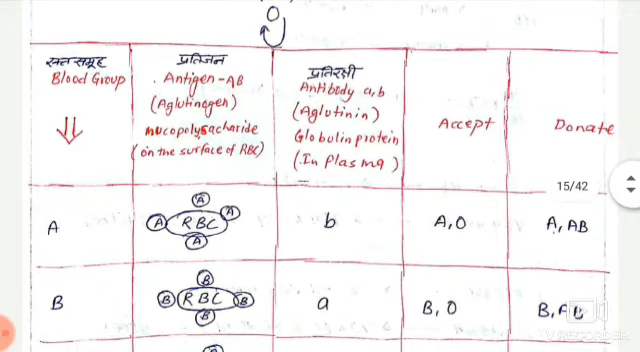 रक्त समूह
Blood Group
प्रतिजन
Antigen-AB
(Aglutinogen)
mucopolysacharide
(on the surface of RBC)
प्रतिरक्षी
Antibody a,b
(Aglutinin)
Globulin protein
(In Plasma)
Accept
Donate
15/42
A
A
A RBC A
A
b
A,O
A, AB
B
B
B RBC B
B
a
B, O
B, AB